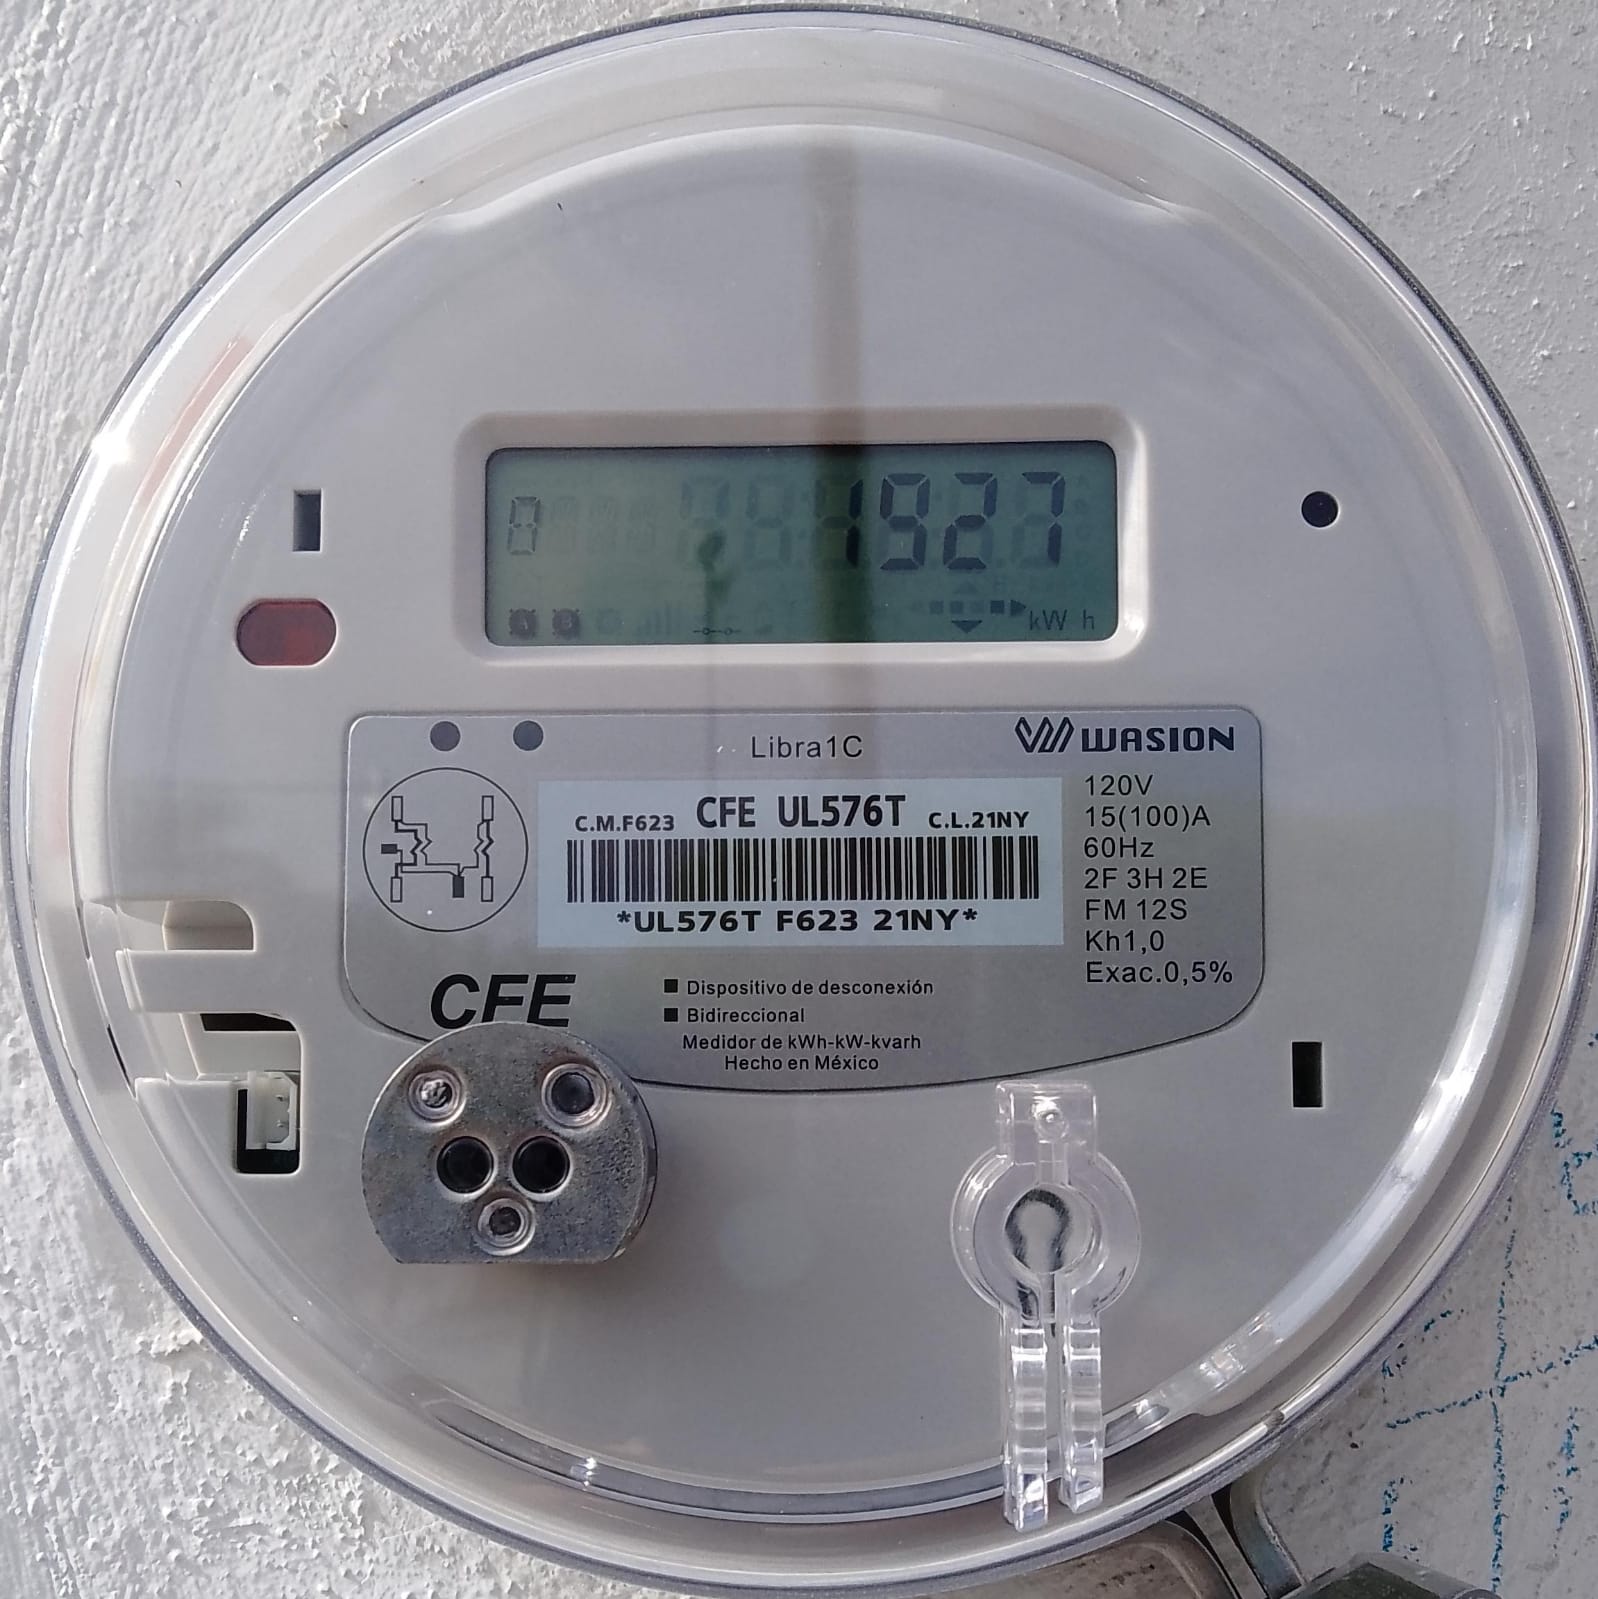 8 1927
A B kW h
Libra1C
WASION
C.M.F623 CFE UL576T C.L.21NY
*UL576T F623 21NY*
120V
15(100)A
60Hz
2F 3H 2E
FM 12S
Kh1,0
Exac.0,5%
CFE
Dispositivo de desconexión
Bidireccional
Medidor de kWh-kW-kvarh
Hecho en México